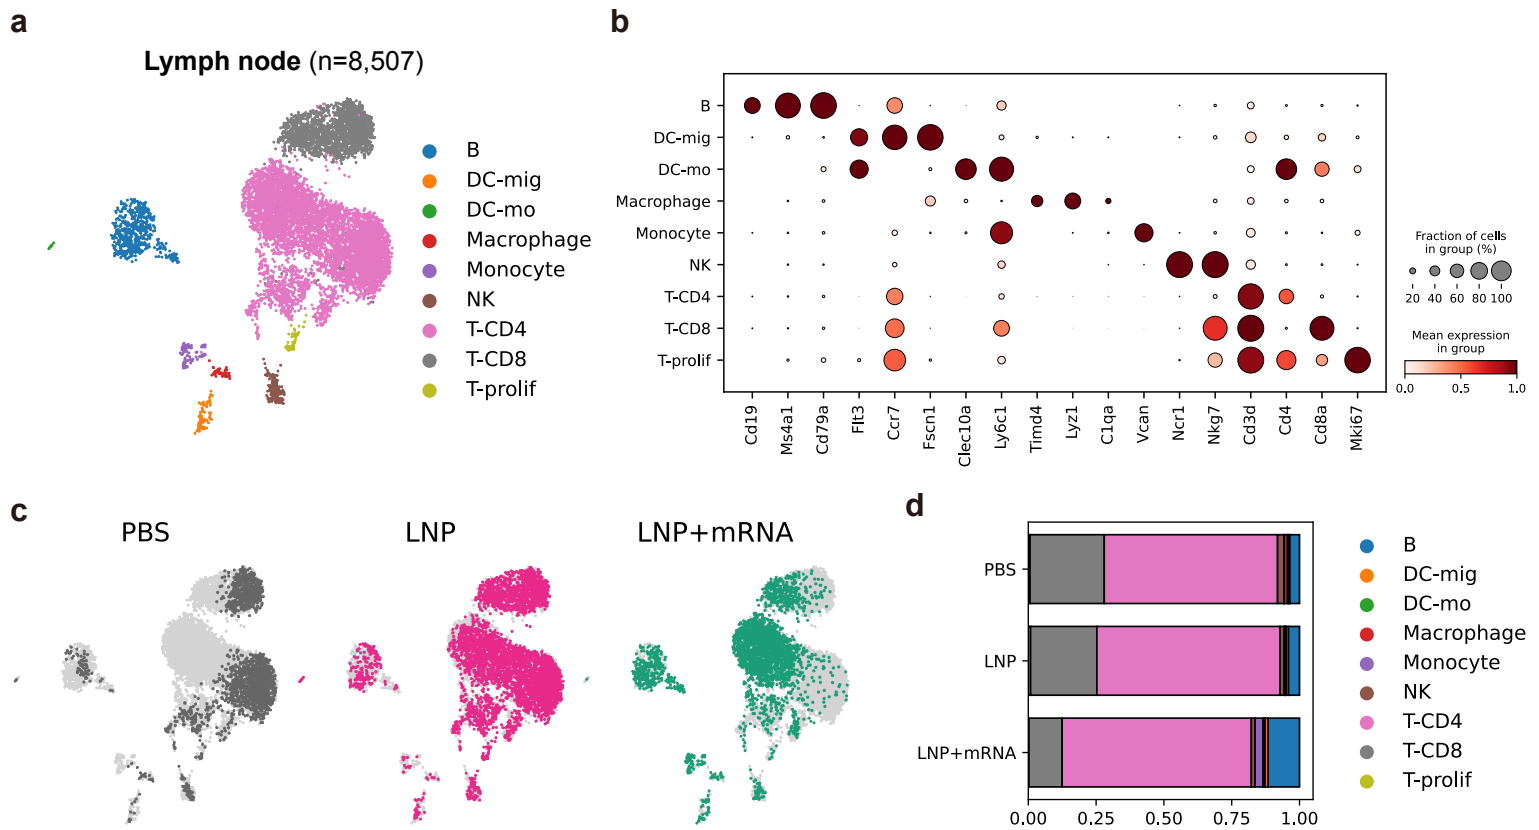 a
Lymph node (n=8,507)
B
DC-mig
DC-mo
Macrophage
Monocyte
NK
T-CD4
T-CD8
T-prolif
b
B
DC-mig
DC-mo
Macrophage
Monocyte
NK
T-CD4
T-CD8
T-prolif
Cd19
Ms4a1
Cd79a
Flt3
Ccr7
Fscn1
Clec10a
Ly6c1
Timd4
Lyz1
C1qa
Vcan
Ncr1
Nkg7
Cd3d
Cd4
Cd8a
Mki67
Fraction of cells
in group (%)
20 40 60 80 100
Mean expression
in group
0.0 0.5 1.0
c
PBS
LNP
LNP+mRNA
d
PBS
LNP
LNP+mRNA
0.00 0.25 0.50 0.75 1.00
B
DC-mig
DC-mo
Macrophage
Monocyte
NK
T-CD4
T-CD8
T-prolif